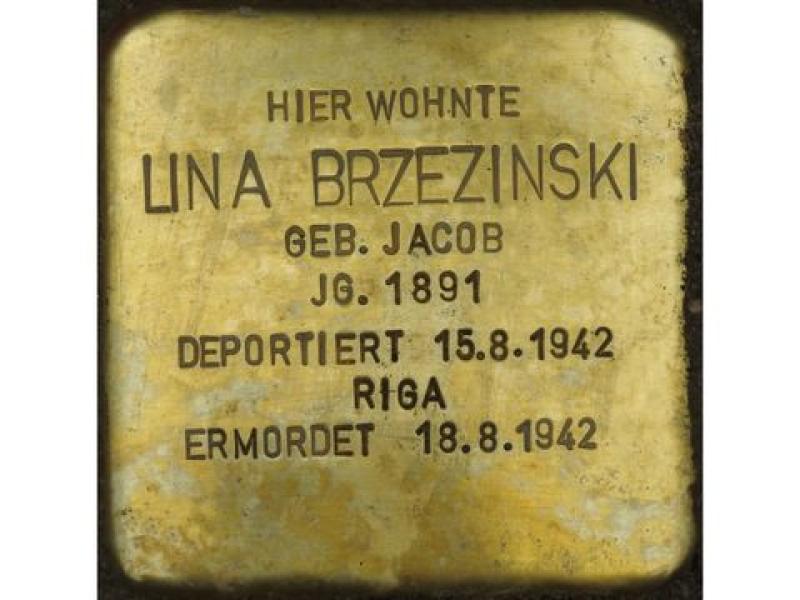 HIER WOHNTE
LINA BRZEZINSKI
GEB. JACOB
JG. 1891
DEPORTIERT 15.8.1942
RIGA
ERMORDET 18.8.1942